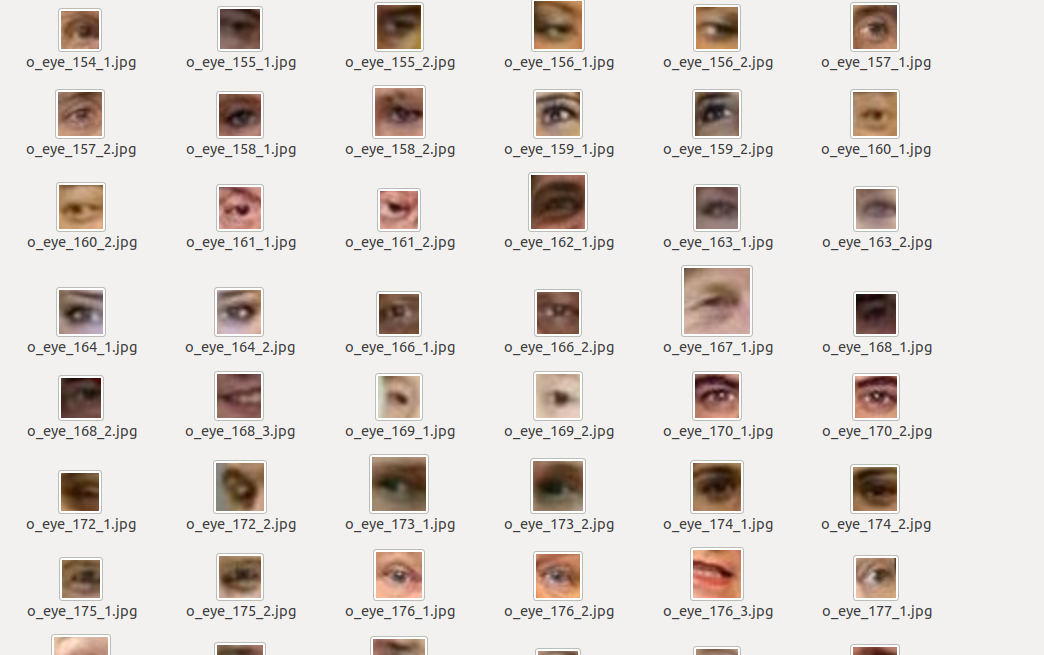 o_eye_154_1.jpg o_eye_155_1.jpg o_eye_155_2.jpg o_eye_156_1.jpg o_eye_156_2.jpg o_eye_157_1.jpg
o_eye_157_2.jpg o_eye_158_1.jpg o_eye_158_2.jpg o_eye_159_1.jpg o_eye_159_2.jpg o_eye_160_1.jpg
o_eye_160_2.jpg o_eye_161_1.jpg o_eye_161_2.jpg o_eye_162_1.jpg o_eye_163_1.jpg o_eye_163_2.jpg
o_eye_164_1.jpg o_eye_164_2.jpg o_eye_166_1.jpg o_eye_166_2.jpg o_eye_167_1.jpg o_eye_168_1.jpg
o_eye_168_2.jpg o_eye_168_3.jpg o_eye_169_1.jpg o_eye_169_2.jpg o_eye_170_1.jpg o_eye_170_2.jpg
o_eye_172_1.jpg o_eye_172_2.jpg o_eye_173_1.jpg o_eye_173_2.jpg o_eye_174_1.jpg o_eye_174_2.jpg
o_eye_175_1.jpg o_eye_175_2.jpg o_eye_176_1.jpg o_eye_176_2.jpg o_eye_176_3.jpg o_eye_177_1.jpg